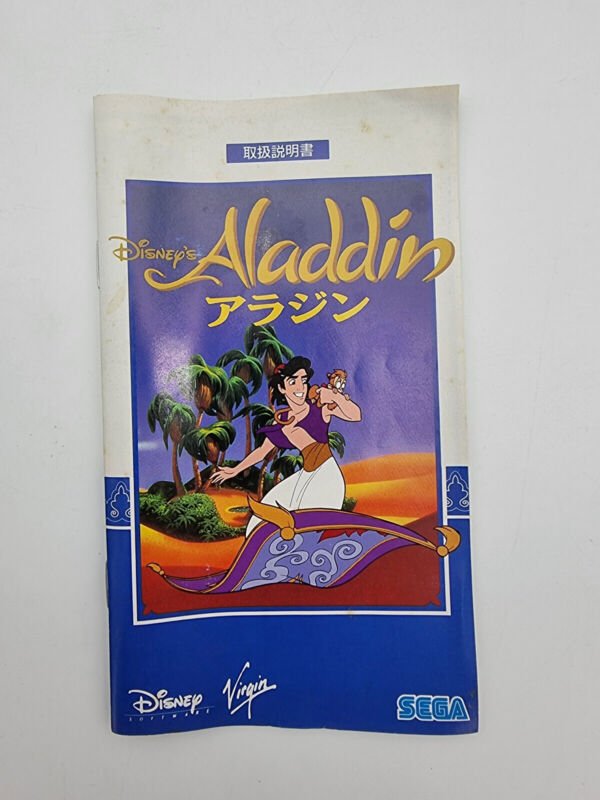 取扱説明書
DISNEY'S Aladdin
アラジン
DISNEY Virgin SEGA
SOFTWARE